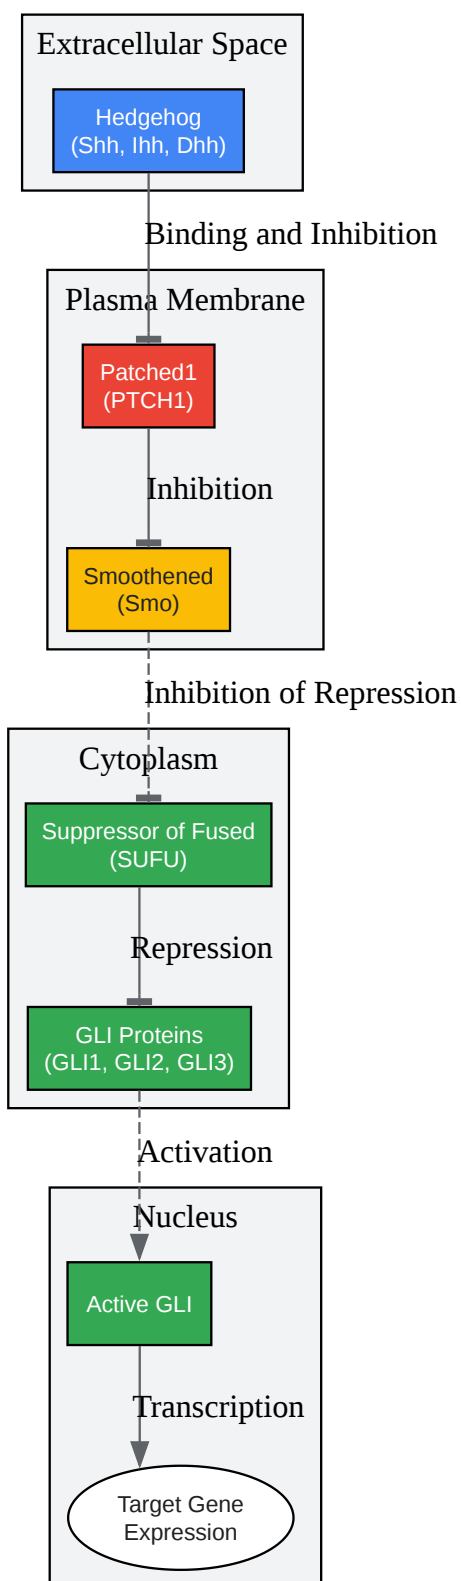 Extracellular Space
Hedgehog
(Shh, Ihh, Dhh)
Binding and Inhibition
Plasma Membrane
Patched1
(PTCH1)
Inhibition
Smoothened
(Smo)
Inhibition of Repression
Cytoplasm
Suppressor of Fused
(SUFU)
Repression
GLI Proteins
(GLI1, GLI2, GLI3)
Activation
Nucleus
Active GLI
Transcription
Target Gene
Expression